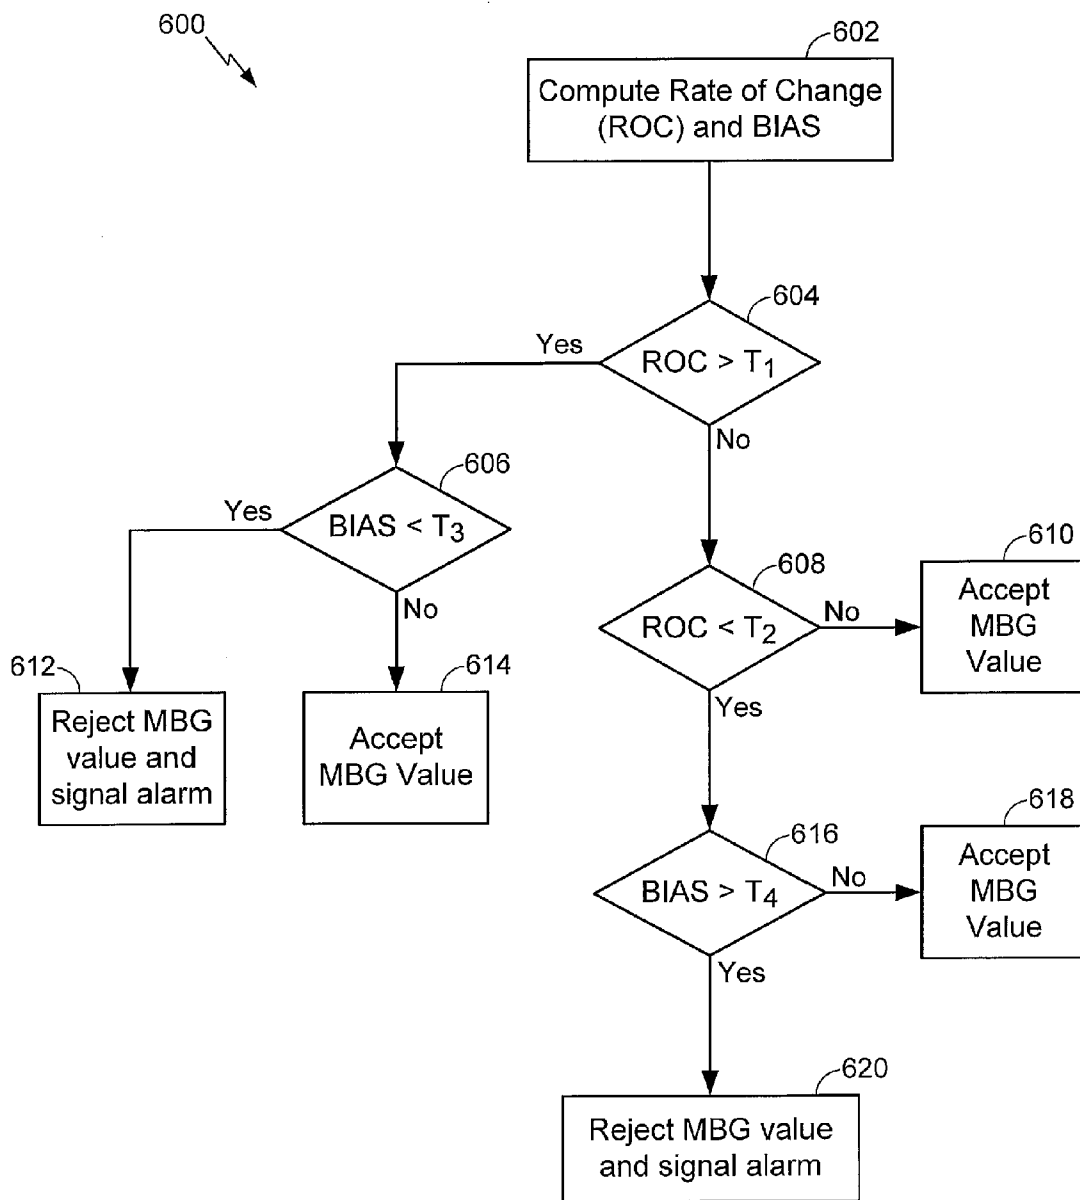 600
602
Compute Rate of Change
(ROC) and BIAS
604
ROC > T1
Yes
No
606
BIAS < T3
Yes
No
608
ROC < T2
No
Yes
610
Accept
MBG
Value
612
Reject MBG
value and
signal alarm
614
Accept
MBG Value
616
BIAS > T4
No
Yes
618
Accept
MBG
Value
620
Reject MBG value
and signal alarm